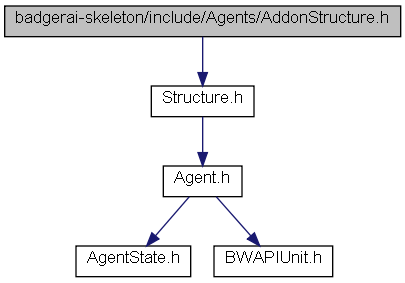 badgerai-skeleton/include/Agents/AddonStructure.h
Structure.h
Agent.h
AgentState.h
BWAPIUnit.h